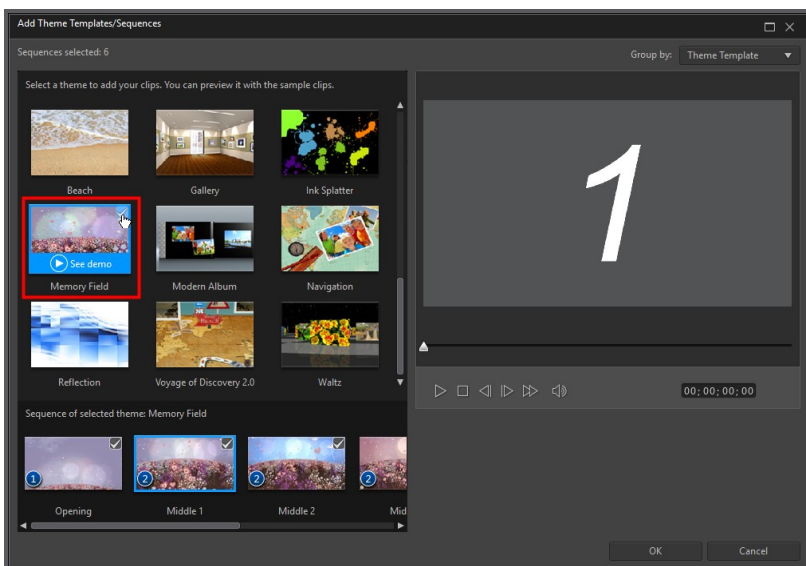 Add Theme Templates/Sequences
Sequences selected: 6
Group by: Theme Template
Select a theme to add your clips. You can preview it with the sample clips.
1
Beach Gallery Ink Splatter
See demo
Memory Field Modern Album Navigation
Reflection Voyage of Discovery 2.0 Waltz
00; 00; 00; 00
Sequence of selected theme: Memory Field
1 2 2 2
Opening Middle 1 Middle 2 Mid
OK Cancel